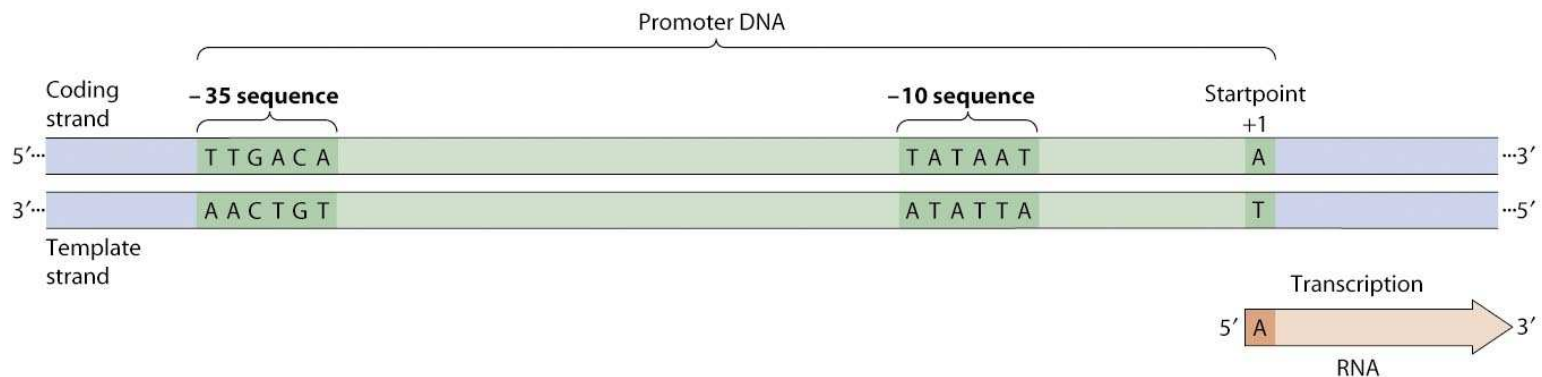 Promoter DNA
Coding
strand
–35 sequence
–10 sequence
Startpoint
+1
5′··· T T G A C A T A T A A T A ···3′
3′··· A A C T G T A T A T T A T ···5′
Template
strand
Transcription
5′ A 3′
RNA